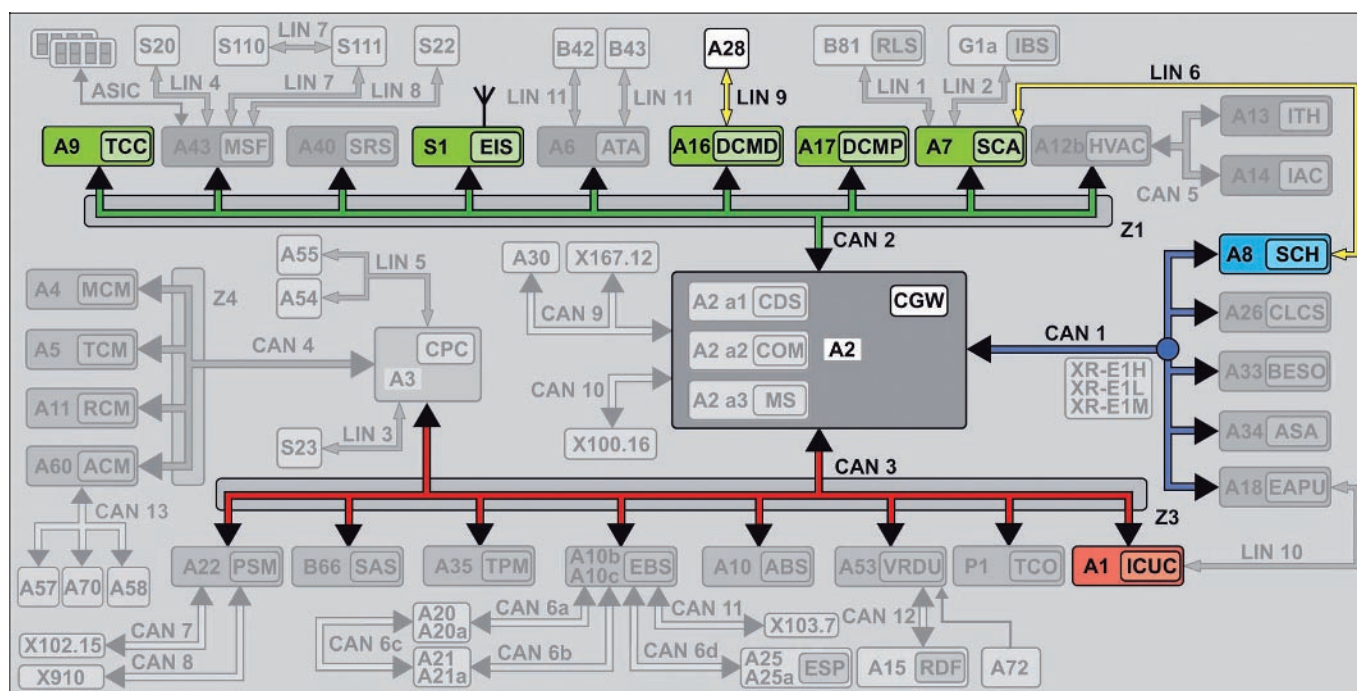 LIN 7
S20
S110
S111
S22
B42
B43
A28
B81 RLS
G1a IBS
LIN 6
ASIC
LIN 4
LIN 7
LIN 8
LIN 11
LIN 11
LIN 9
LIN 1
LIN 2
A9 TCC
A43 MSF
A40 SRS
S1 EIS
A6 ATA
A16 DCMD
A17 DCMP
A7 SCA
A12b HVAC
A13 ITH
A14 IAC
CAN 5
Z1
CAN 2
A55
A54
LIN 5
A30
X167.12
CAN 9
A8 SCH
A4 MCM
Z4
A2 a1 CDS
CGW
A26 CLCS
A5 TCM
CAN 4
CPC
A3
A2 a2 COM
A2
CAN 1
XR-E1H
XR-E1L
XR-E1M
A33 BESO
CAN 10
A11 RCM
A2 a3 MS
A34 ASA
S23
LIN 3
X100.16
A60 ACM
CAN 3
A18 EAPU
CAN 13
Z3
LIN 10
A57
A70
A58
A22 PSM
B66 SAS
A35 TPM
A10b
A10c
EBS
A10 ABS
A53 VRDU
P1 TCO
A1 ICUC
X102.15
CAN 7
X910
CAN 8
CAN 6c
A20
A20a
CAN 6a
A21
A21a
CAN 6b
CAN 11
X103.7
CAN 6d
A25
A25a
ESP
CAN 12
A15 RDF
A72